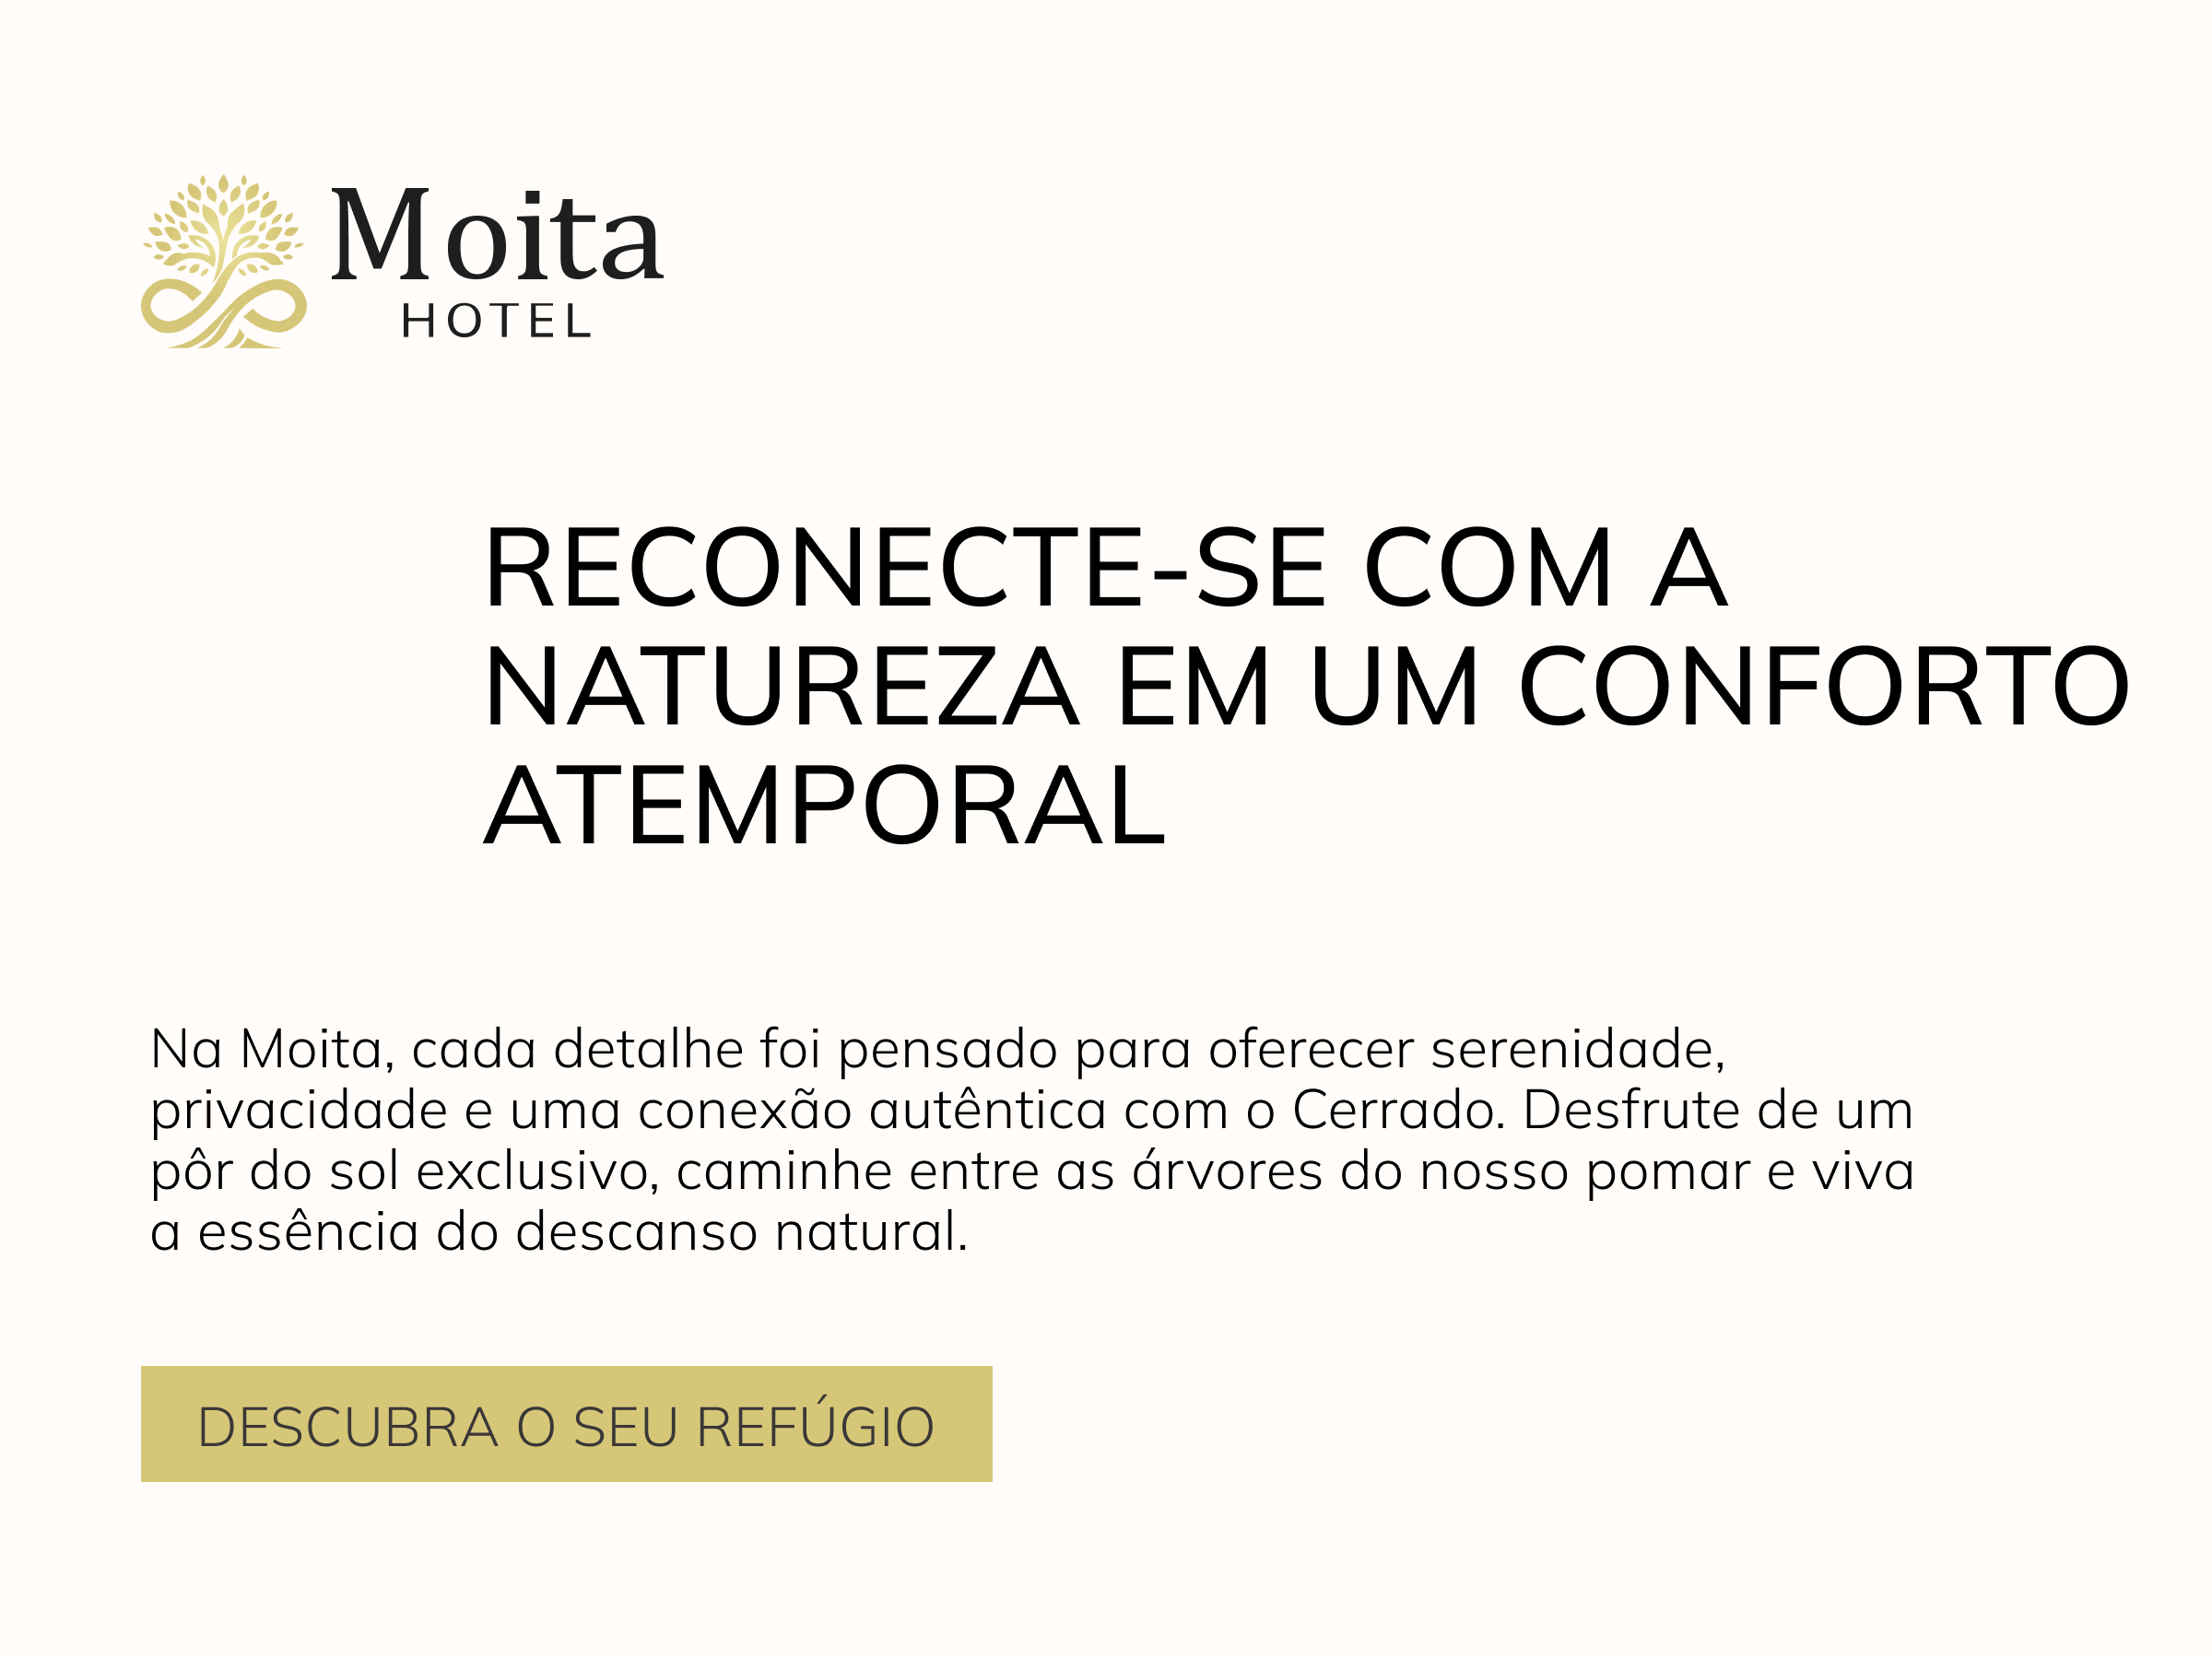 Moita
HOTEL
RECONECTE-SE COM A
NATUREZA EM UM CONFORTO
ATEMPORAL
Na Moita, cada detalhe foi pensado para oferecer serenidade,
privacidade e uma conexão autêntica com o Cerrado. Desfrute de um
pôr do sol exclusivo, caminhe entre as árvores do nosso pomar e viva
a essência do descanso natural.
DESCUBRA O SEU REFÚGIO